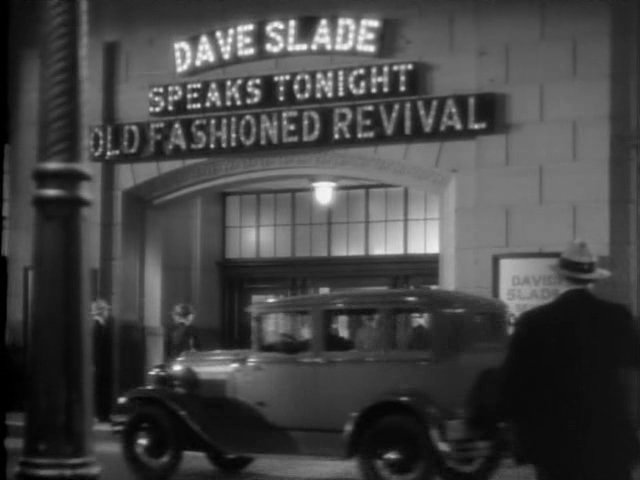 DAVE SLADE
SPEAKS TONIGHT
OLD FASHIONED REVIVAL
DAVE
SLADE